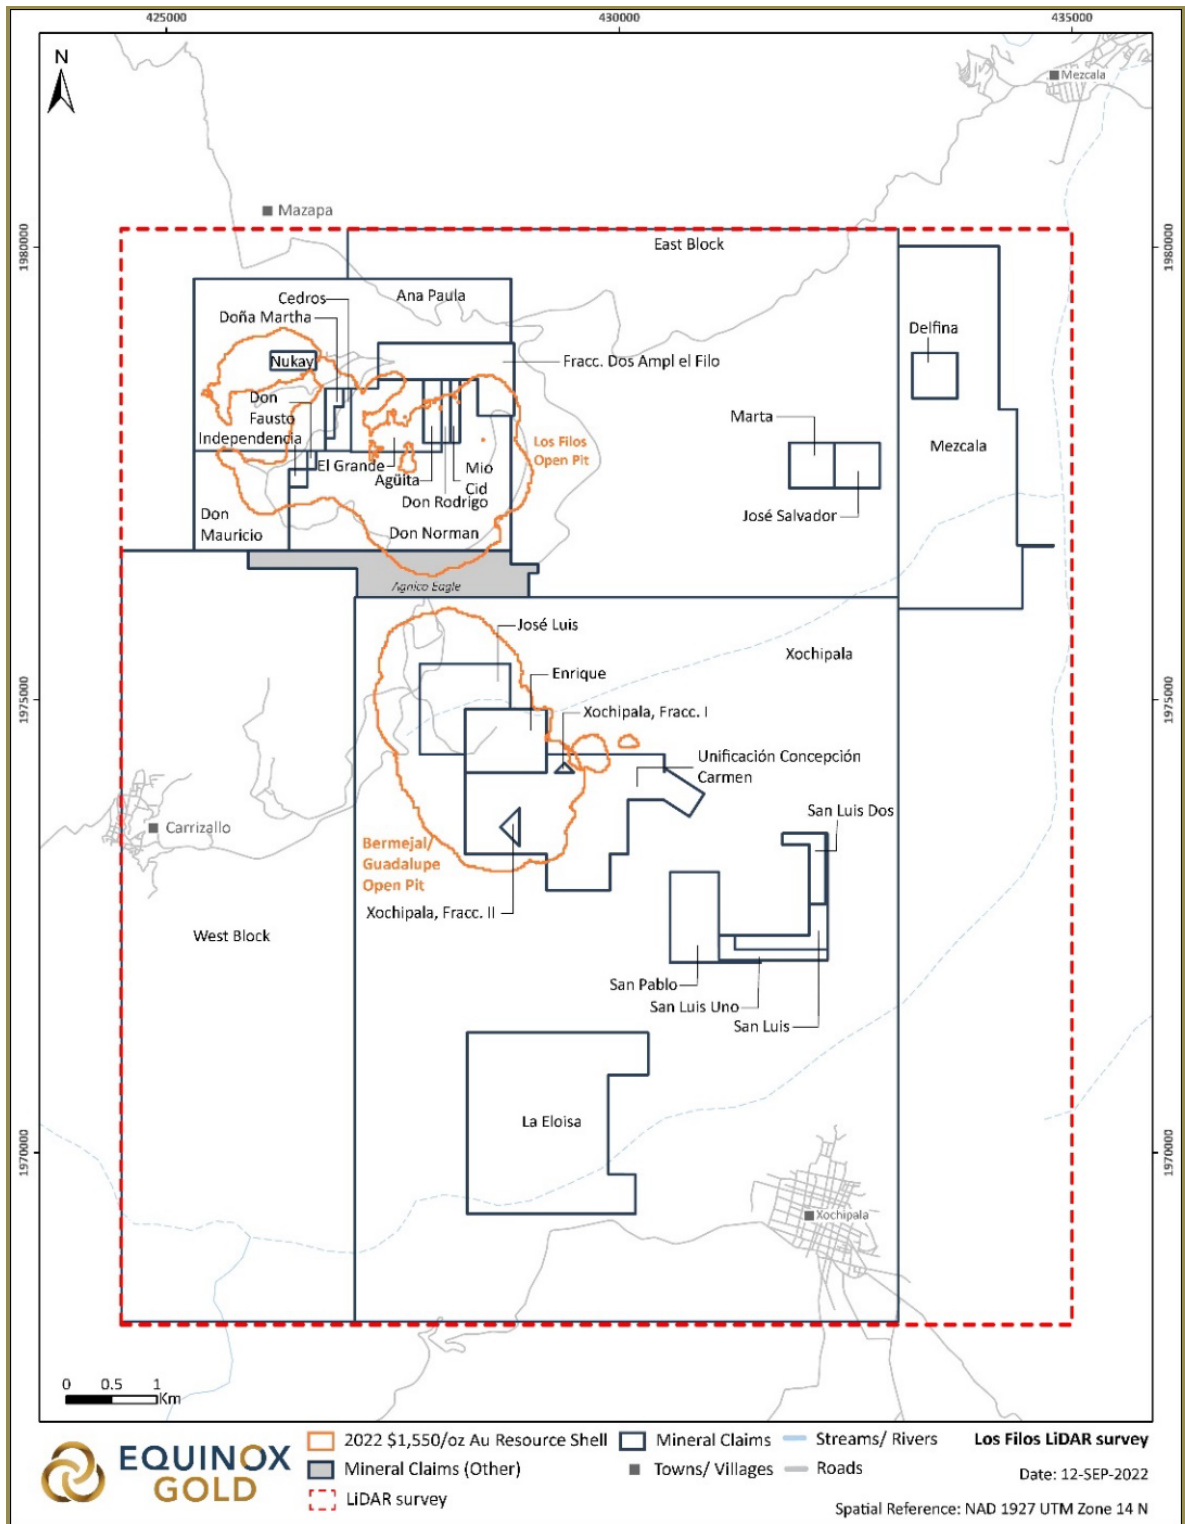 425000
430000
435000
N
Mezcala
Mazapa
1980000
1980000
East Block
Cedros
Ana Paula
Doña Martha
Delfina
Nukay
Fracc. Dos Ampl el Filo
Don
Fausto
Marta
Independencia
Los Filos
Open Pit
Mezcala
El Grande
Agüita
Mio
Cid
Don Rodrigo
José Salvador
Don
Mauricio
Don Norman
Agnico Eagle
José Luis
Xochipala
Enrique
1975000
1975000
Xochipala, Fracc. I
Unificación Concepción
Carmen
San Luis Dos
Carrizallo
Bermejal/
Guadalupe
Open Pit
Xochipala, Fracc. II
West Block
San Pablo
San Luis Uno
San Luis
La Eloisa
1970000
1970000
Xochipala
0 0.5 1
Km
EQUINOX
GOLD
2022 $1,550/oz Au Resource Shell
Mineral Claims
Streams/ Rivers
Los Filos LiDAR survey
Mineral Claims (Other)
Towns/ Villages
Roads
Date: 12-SEP-2022
LiDAR survey
Spatial Reference: NAD 1927 UTM Zone 14 N